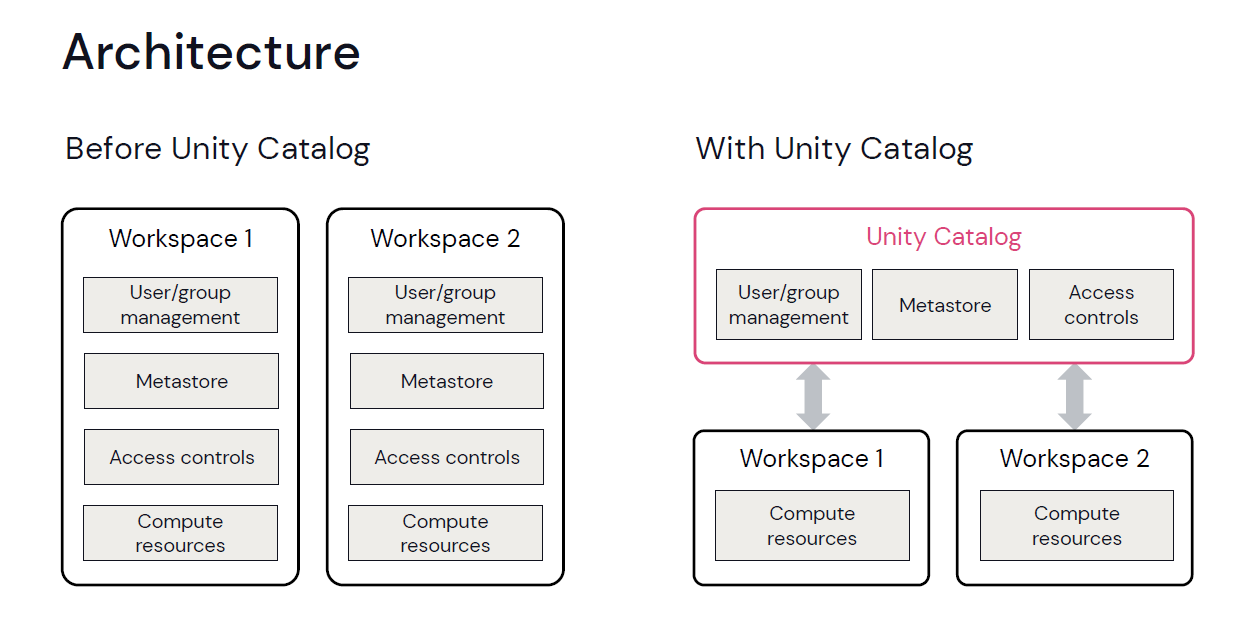 Architecture
Before Unity Catalog
Workspace 1
User/group
management
Metastore
Access controls
Compute
resources
Workspace 2
User/group
management
Metastore
Access controls
Compute
resources
With Unity Catalog
Unity Catalog
User/group
management
Metastore
Access
controls
Workspace 1
Compute
resources
Workspace 2
Compute
resources